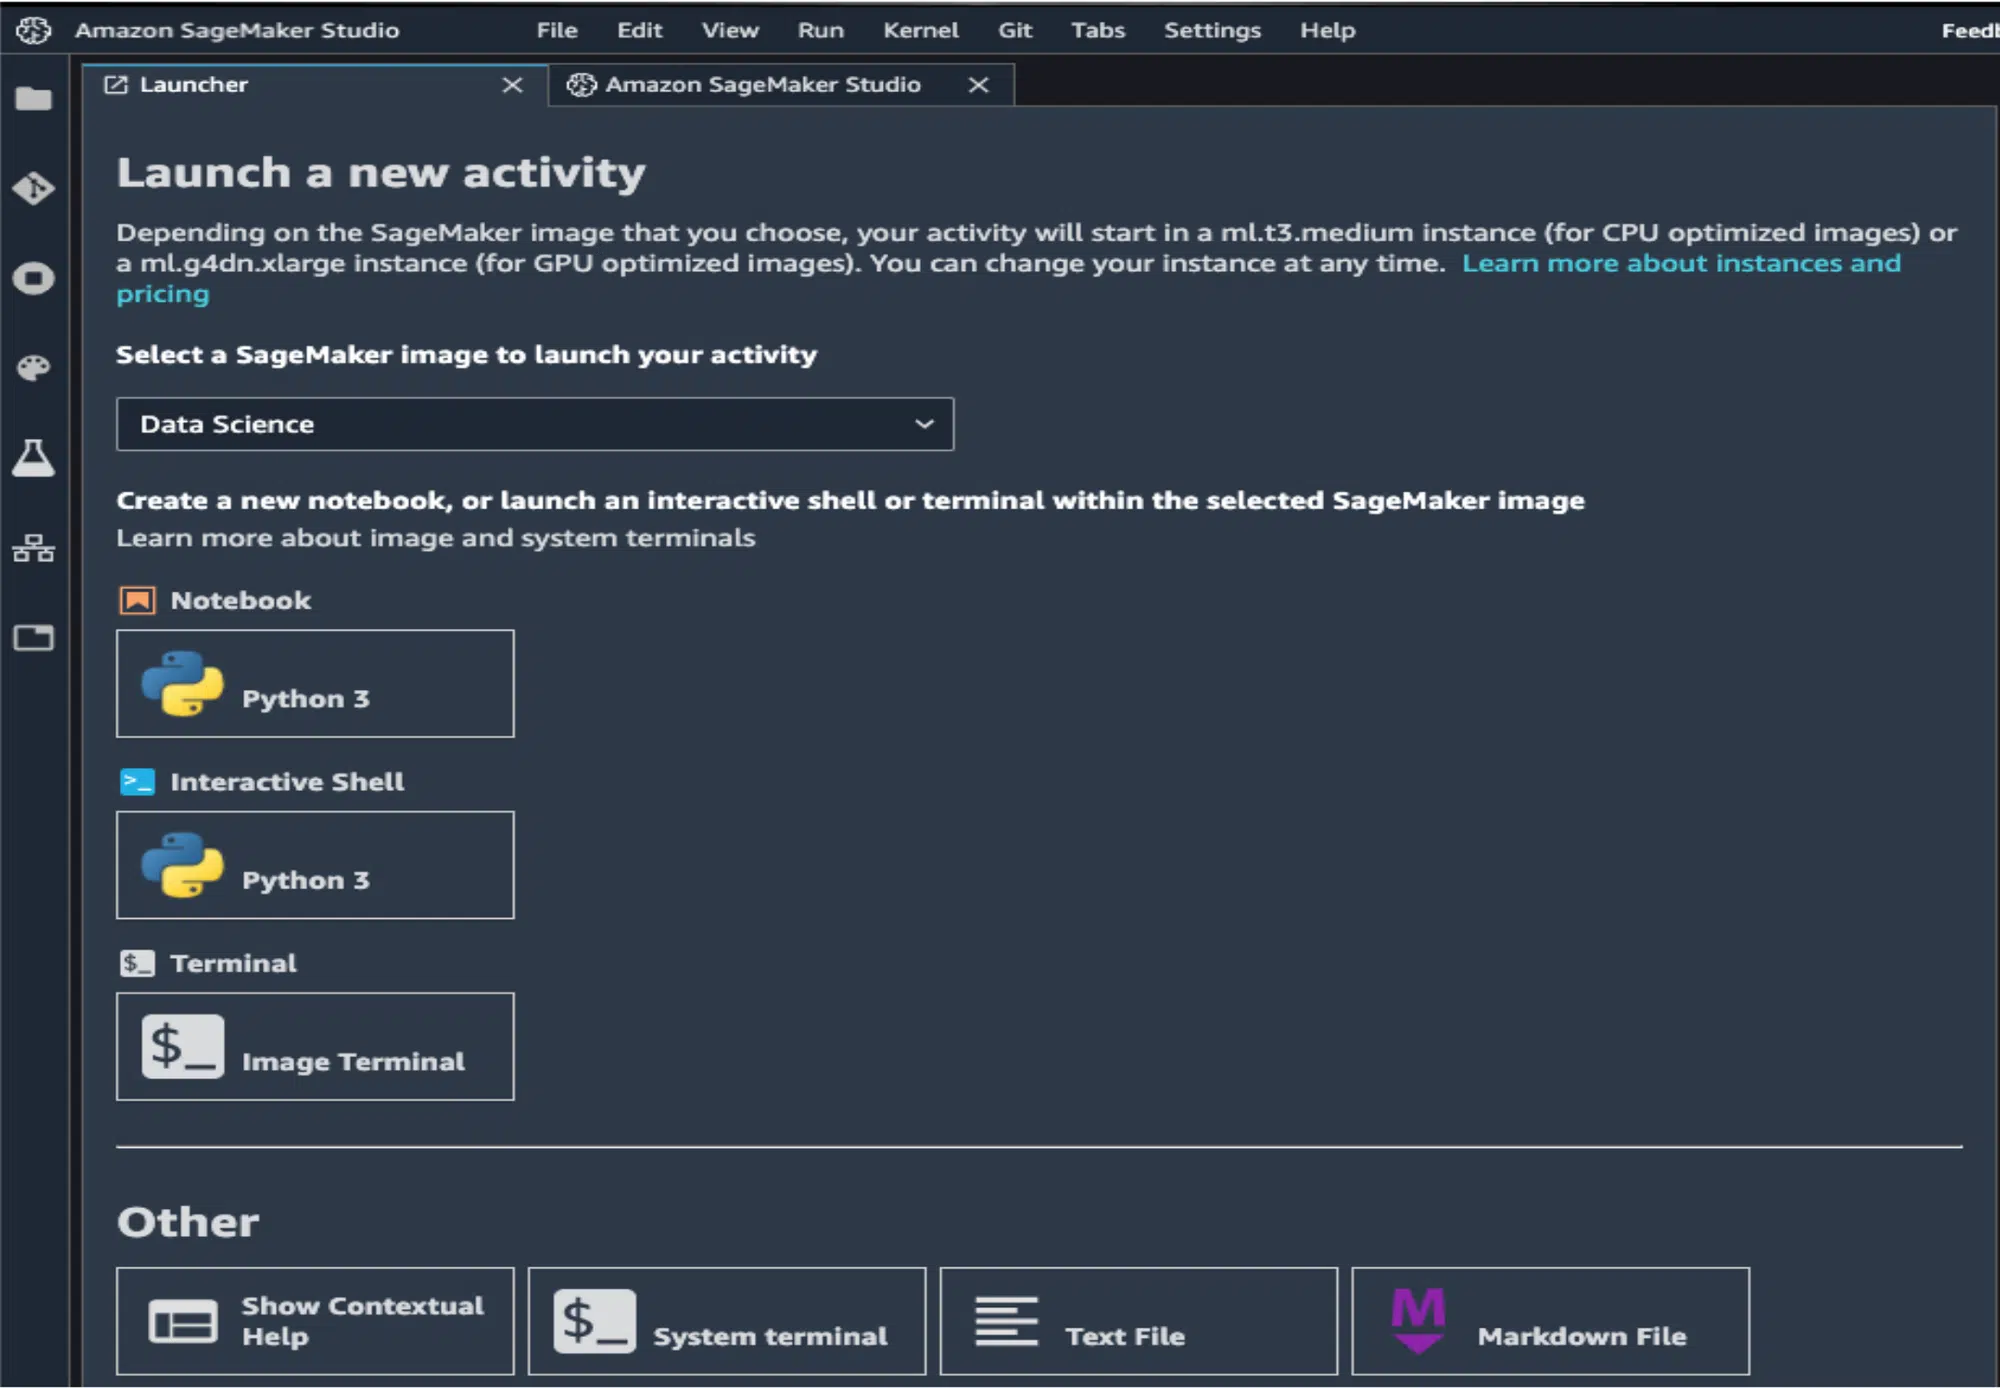 Amazon SageMaker Studio File Edit View Run Kernel Git Tabs Settings Help Feedb
Launcher Amazon SageMaker Studio
Launch a new activity
Depending on the SageMaker image that you choose, your activity will start in a ml.t3.medium instance (for CPU optimized images) or
a ml.g4dn.xlarge instance (for GPU optimized images). You can change your instance at any time. Learn more about instances and
pricing
Select a SageMaker image to launch your activity
Data Science
Create a new notebook, or launch an interactive shell or terminal within the selected SageMaker image
Learn more about image and system terminals
Notebook
Python 3
>_ Interactive Shell
Python 3
$_ Terminal
$_ Image Terminal
Other
Show Contextual
Help
$_ System terminal
Text File
M Markdown File